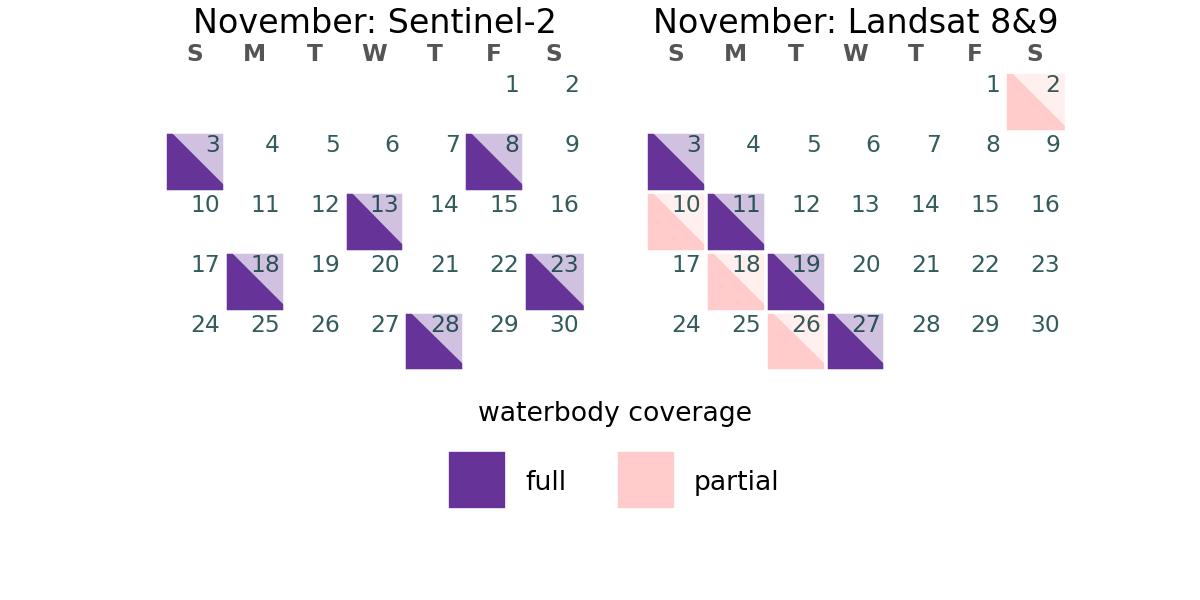 November: Sentinel-2
S M T W T F S
1 2
3 4 5 6 7 8 9
10 11 12 13 14 15 16
17 18 19 20 21 22 23
24 25 26 27 28 29 30
November: Landsat 8&9
S M T W T F S
1 2
3 4 5 6 7 8 9
10 11 12 13 14 15 16
17 18 19 20 21 22 23
24 25 26 27 28 29 30
waterbody coverage
full
partial